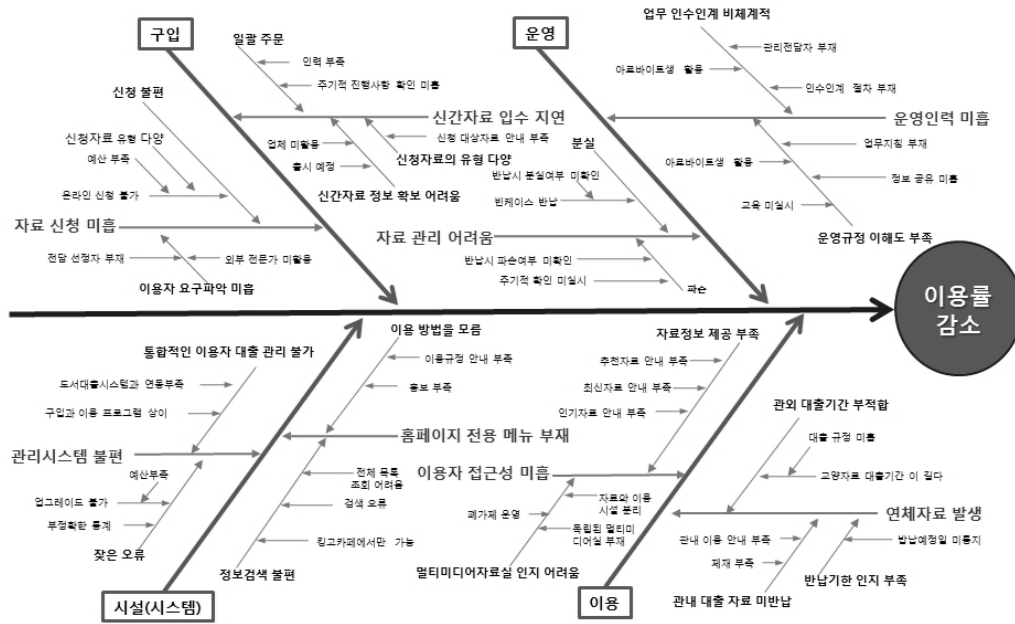 구입
일괄 주문
인력 부족
주기적 진행사항 확인 미흡
신청 불편
신간자료 입수 지연
신청자료 유형 다양
예산 부족
온라인 신청 불가
업체 미활용
출시 예정
신청 대상자료 안내 부족
신청자료의 유형 다양
신간자료 정보 확보 어려움
자료 신청 미흡
전담 선정자 부재
외부 전문가 미활용
이용자 요구파악 미흡
운영
업무 인수인계 비체계적
관리전담자 부재
아르바이트생 활용
인수인계 절차 부재
운영인력 미흡
분실
반납시 분실여부 미확인
빈케이스 반납
업무지침 부재
아르바이트생 활용
정보 공유 미흡
교육 미실시
운영규정 이해도 부족
자료 관리 어려움
반납시 파손여부 미확인
주기적 확인 미실시
파손
이용률
감소
통합적인 이용자 대출 관리 불가
도서대출시스템과 연동부족
구입과 이용 프로그램 상이
관리시스템 불편
예산부족
업그레이드 불가
부정확한 통계
잦은 오류
이용 방법을 모름
이용규정 안내 부족
홍보 부족
홈페이지 전용 메뉴 부재
전체 목록
조회 어려움
검색 오류
킹고카페에서만 가능
정보검색 불편
시설(시스템)
자료정보 제공 부족
추천자료 안내 부족
최신자료 안내 부족
인기자료 안내 부족
이용자 접근성 미흡
자료와 이용
시설 분리
폐가제 운영
독립된 멀티미
디어실 부재
멀티미디어자료실 인지 어려움
관외 대출기간 부적합
대출 규정 미흡
교양자료 대출기간 이 길다
연체자료 발생
관내 이용 안내 부족
제재 부족
반납예정일 미통지
반납기한 인지 부족
관내 대출 자료 미반납
이용